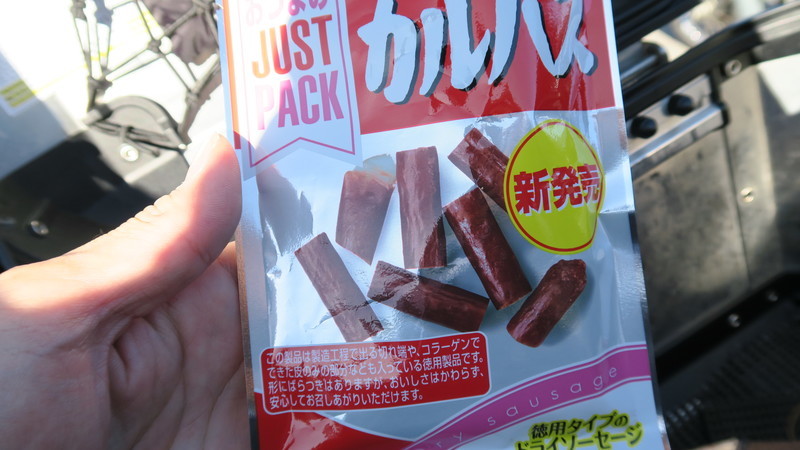 おつまみ
JUST
PACK
カルパス
新発売
この製品は製造工程で出る切れ端や、コラーゲンで
できた皮のみの部分なども入っている徳用製品です。
形にばらつきはありますが、おいしさはかわらず、
安心してお召しあがりいただけます。
sausage
徳用タイプの
ドライソーセージ